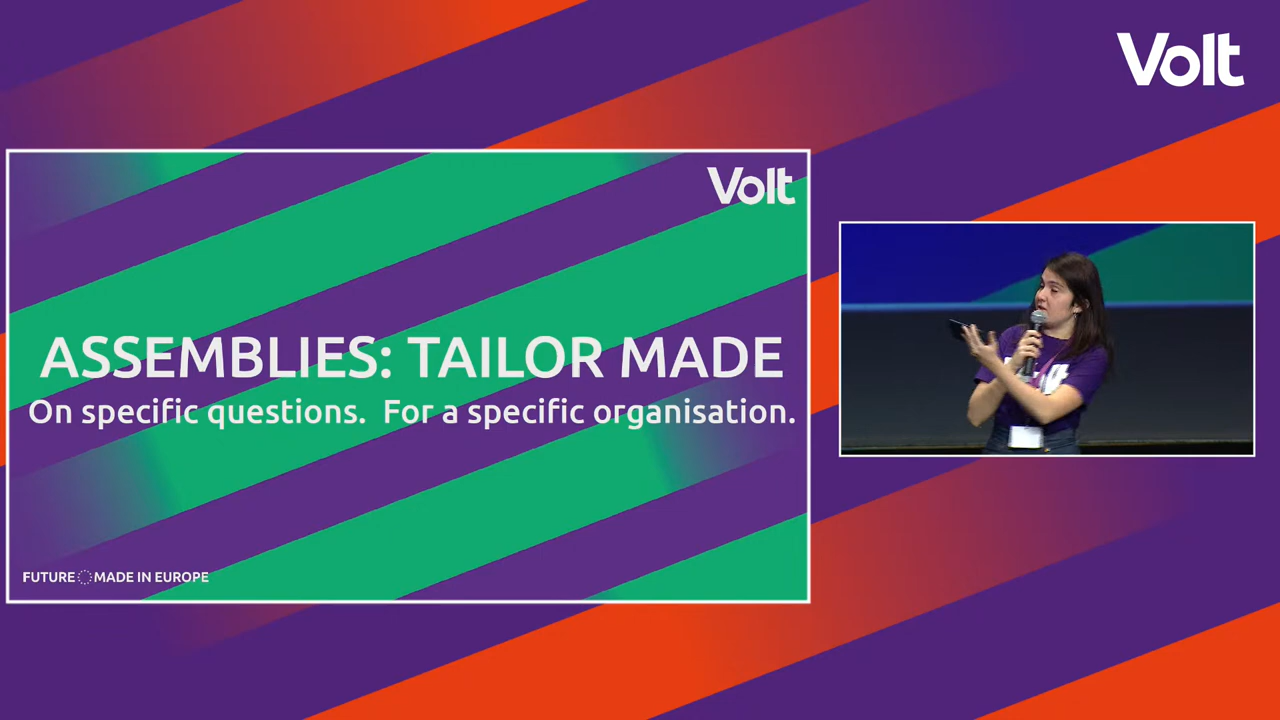 Volt
Volt
ASSEMBLIES: TAILOR MADE
On specific questions. For a specific organisation.
FUTURE MADE IN EUROPE